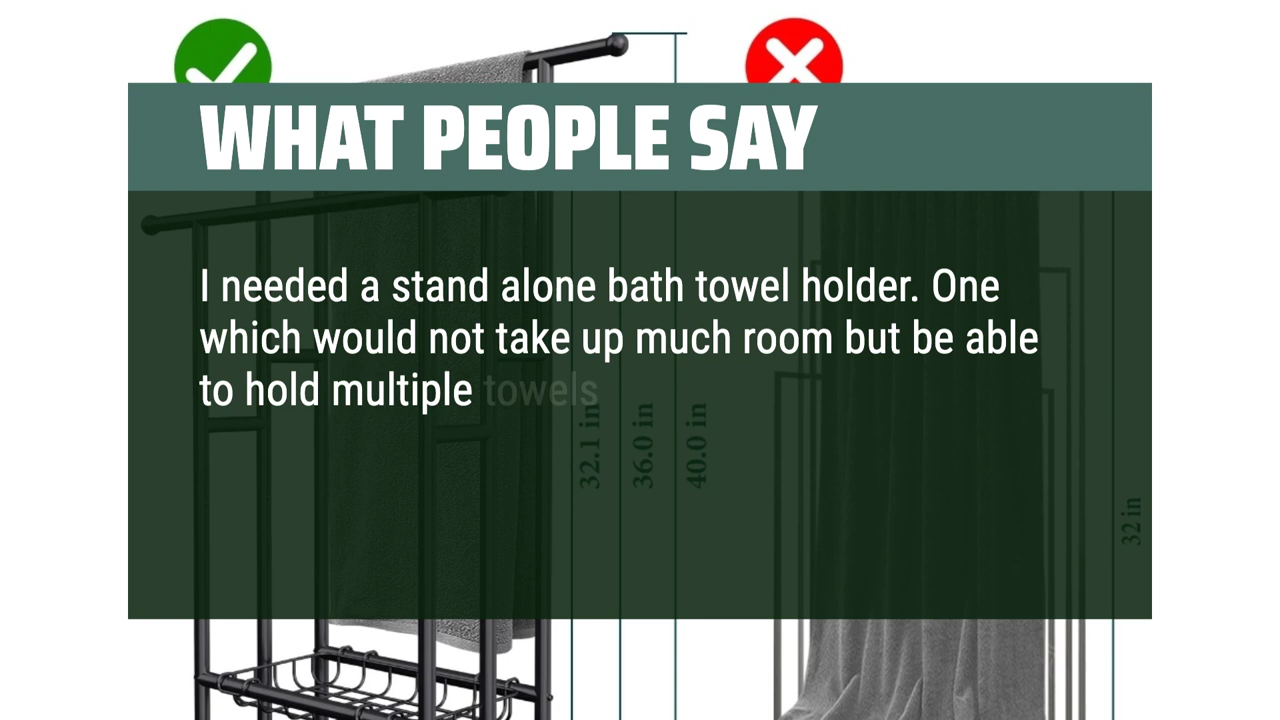 WHAT PEOPLE SAY
I needed a stand alone bath towel holder. One
which would not take up much room but be able
to hold multiple towels
32.1 in
36.0 in
40.0 in
32 in